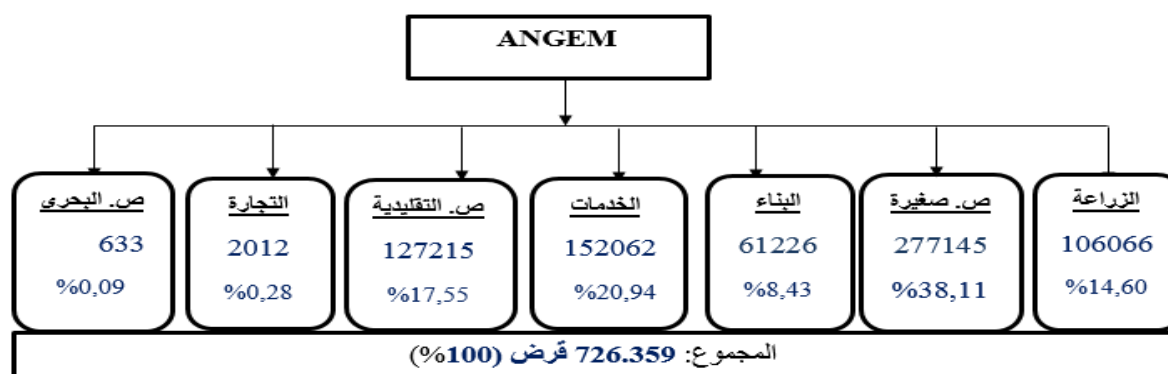 ANGEM
الزراعة
106066
%14,60
ص. صغيرة
277145
%38,11
البناء
61226
%8,43
الخدمات
152062
%20,94
ص. التقليدية
127215
%17,55
التجارة
2012
%0,28
ص. البحرى
633
%0,09
المجموع: 726.359 قرض (100%)